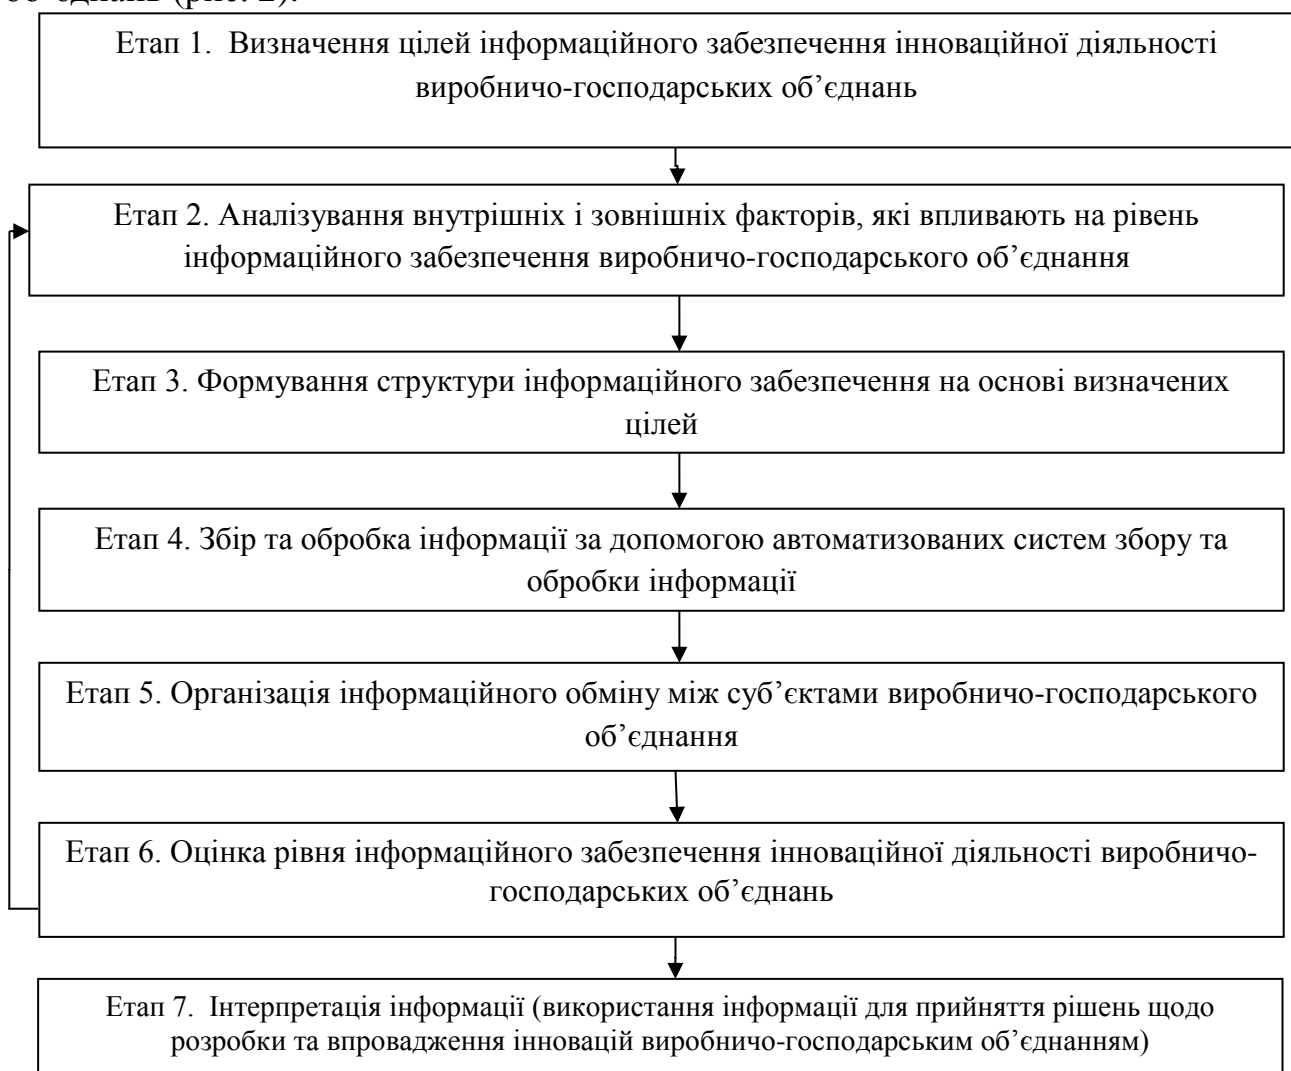 об’єднань (рис. 2).
Етап 1. Визначення цілей інформаційного забезпечення інноваційної діяльності
виробничо-господарських об’єднань
Етап 2. Аналізування внутрішніх і зовнішніх факторів, які впливають на рівень
інформаційного забезпечення виробничо-господарського об’єднання
Етап 3. Формування структури інформаційного забезпечення на основі визначених
цілей
Етап 4. Збір та обробка інформації за допомогою автоматизованих систем збору та
обробки інформації
Етап 5. Організація інформаційного обміну між суб’єктами виробничо-господарського
об’єднання
Етап 6. Оцінка рівня інформаційного забезпечення інноваційної діяльності виробничо-
господарських об’єднань
Етап 7. Інтерпретація інформації (використання інформації для прийняття рішень щодо
розробки та впровадження інновацій виробничо-господарським об’єднанням)